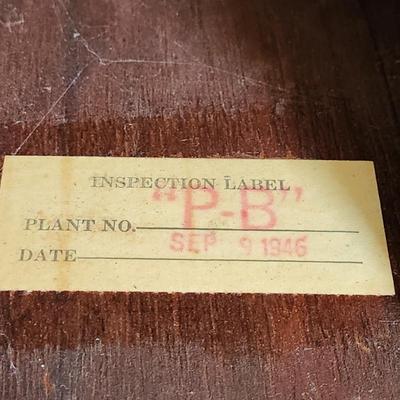 INSPECTION LABEL
PLANT NO. "P-B"
DATE SEP 9 1946